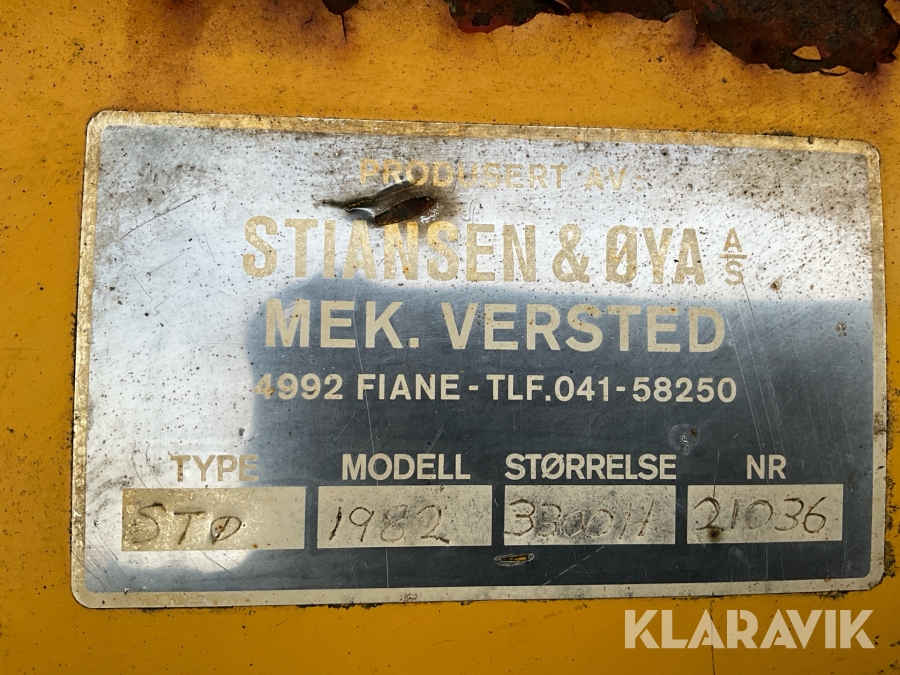 PRODUSERT AV:
STIANSEN & ØYA A/S
MEK. VERSTED
4992 FIANE - TLF.041-58250
TYPE MODELL STØRRELSE NR
STD 1982 3300H 21036
KLARAVIK